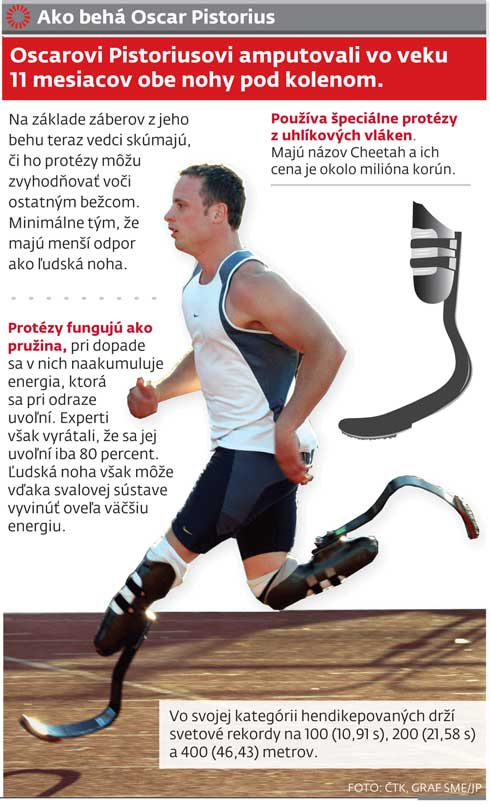 Ako behá Oscar Pistorius
Oscarovi Pistoriusovi amputovali vo veku
11 mesiacov obe nohy pod kolenom.
Na základe záberov z jeho
behu teraz vedci skúmajú,
či ho protézy môžu
zvyhodňovať voči
ostatným bežcom.
Minimálne tým, že
majú menší odpor
ako ľudská noha.
Používa špeciálne protézy
z uhlíkových vláken.
Majú názov Cheetah a ich
cena je okolo milióna korún.
Protézy fungujú ako
pružina, pri dopade
sa v nich naakumuluje
energia, ktorá
sa pri odraze
uvoľní. Experti
však vyrátali, že sa jej
uvoľní iba 80 percent.
Ľudská noha však môže
vďaka svalovej sústave
vyvinúť oveľa väčšiu
energiu.
Vo svojej kategórii hendikepovaných drží
svetové rekordy na 100 (10,91 s), 200 (21,58 s)
a 400 (46,43) metrov.
FOTO: ČTK, GRAF SME/JP